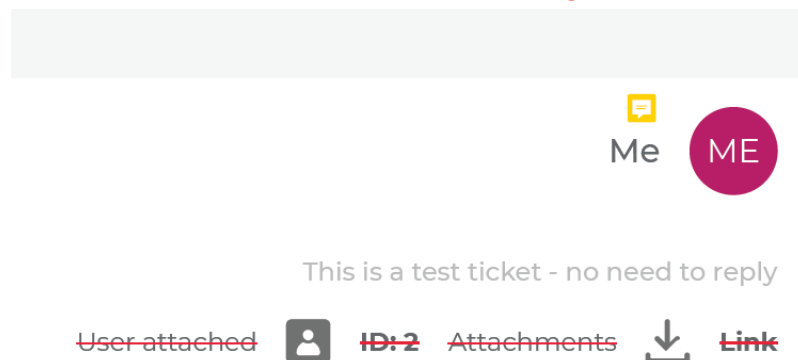 Me ME
This is a test ticket - no need to reply
User attached ID: 2 Attachments Link